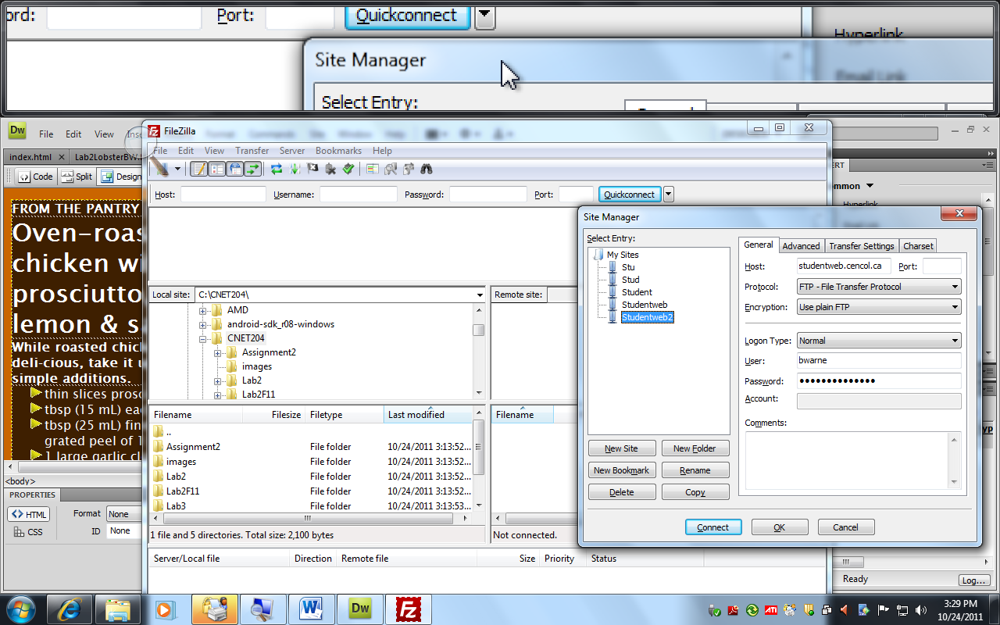 ord: Port: Quickconnect
Hyperlink
Site Manager
Email Link
Select Entry:
Dw File Edit View Inse
FileZilla
File Edit View Transfer Server Bookmarks Help
index.html × Lab2LobsterBW...
Code Split Design
Host: Username: Password: Port: Quickconnect
ERT
mmon
Hyperlink
FROM THE PANTRY
Oven-roas
chicken wi
prosciutto
lemon & s
While roasted chick
deli-cious, take it u
simple additions.
thin slices prosc
tbsp (15 mL) eac
tbsp (25 mL) fin
grated peel of 1
1 large garlic cl
<body>
PROPERTIES
HTML Format None
CSS ID None
Local site: C:\CNET204\
AMD
android-sdk_r08-windows
CNET204
Assignment2
images
Lab2
Lab2F11
Remote site:
Filename Filesize Filetype Last modified
..
Assignment2 File folder 10/24/2011 3:13:52...
images File folder 10/24/2011 3:13:52...
Lab2 File folder 10/24/2011 3:13:52...
Lab2F11 File folder 10/24/2011 3:13:52...
Lab3 File folder 10/24/2011 3:13:53...
1 file and 5 directories. Total size: 2,100 bytes
Filename
Not connected.
Server/Local file Direction Remote file Size Priority Status
Site Manager
Select Entry:
My Sites
Stu
Stud
Student
Studentweb
Studentweb2
New Site New Folder
New Bookmark Rename
Delete Copy
General Advanced Transfer Settings Charset
Host: studentweb.cencol.ca Port:
Protocol: FTP - File Transfer Protocol
Encryption: Use plain FTP
Logon Type: Normal
User: bwarne
Password: ●●●●●●●●●●●●●●
Account:
Comments:
Connect OK Cancel
Ready Log...
W Dw Fz
ATI
3:29 PM
10/24/2011